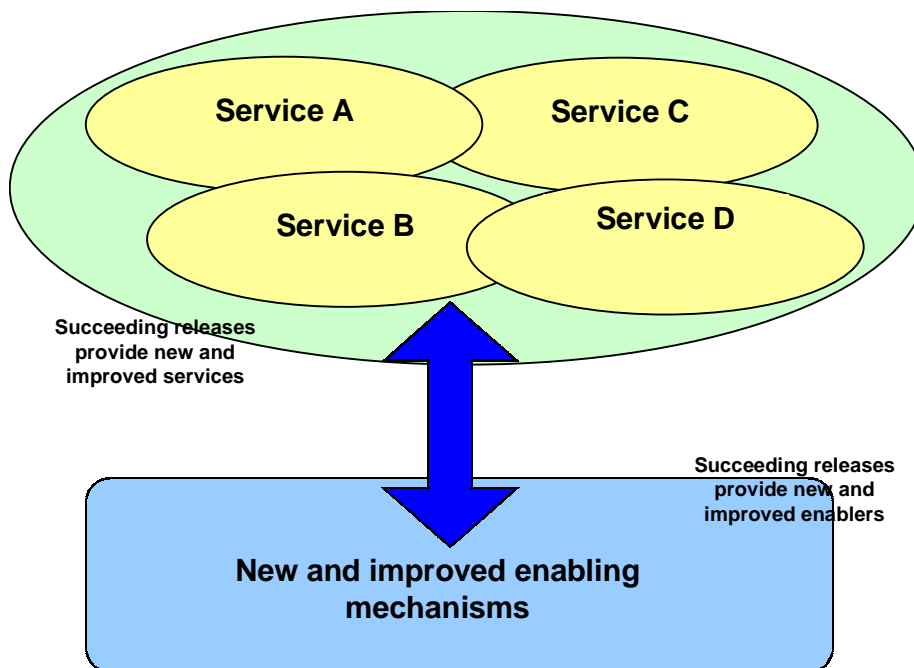 Service A
Service C
Service B
Service D
Succeeding releases
provide new and
improved services
Succeeding releases
provide new and
improved enablers
New and improved enabling
mechanisms